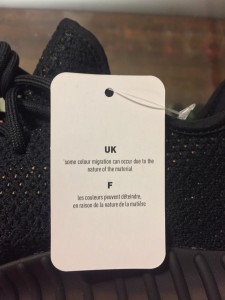 UK
some colour migration can occur due to the
nature of the material
F
les couleurs peuvent déteindre,
en raison de la nature de la matière